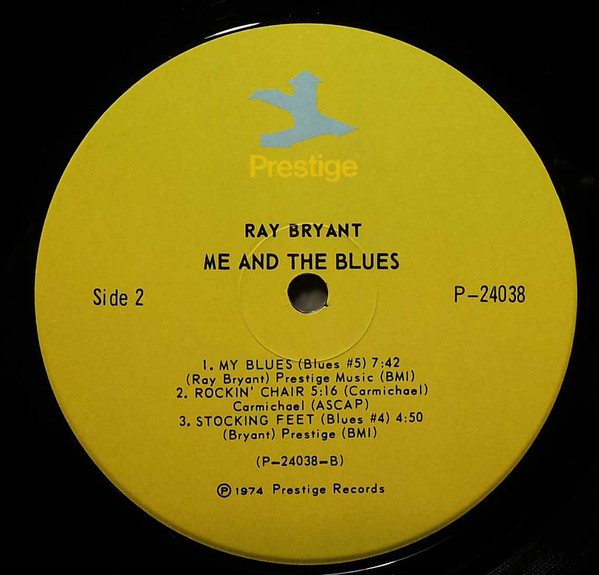 Prestige
RAY BRYANT
ME AND THE BLUES
Side 2
P-24038
1. MY BLUES (Blues #5) 7:42
(Ray Bryant) Prestige Music (BMI)
2. ROCKIN' CHAIR 5:16 (Carmichael)
Carmichael (ASCAP)
3. STOCKING FEET (Blues #4) 4:50
(Bryant) Prestige (BMI)
(P-24038-B)
℗ 1974 Prestige Records